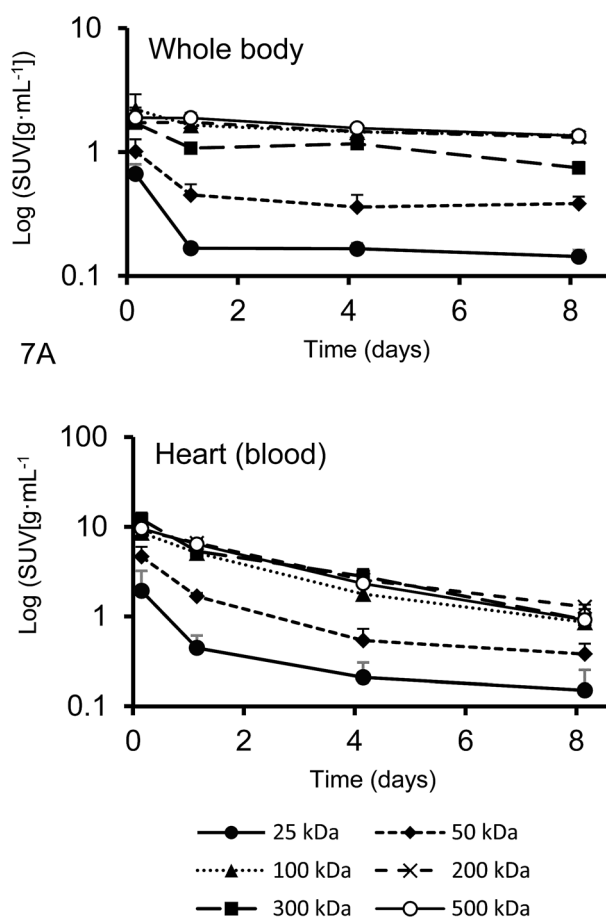 Whole body
Log (SUV[g·mL⁻¹])
10
1
0.1
0 2 4 6 8
Time (days)
7A
Heart (blood)
Log (SUV[g·mL⁻¹
100
10
1
0.1
0 2 4 6 8
Time (days)
25 kDa 50 kDa
100 kDa 200 kDa
300 kDa 500 kDa